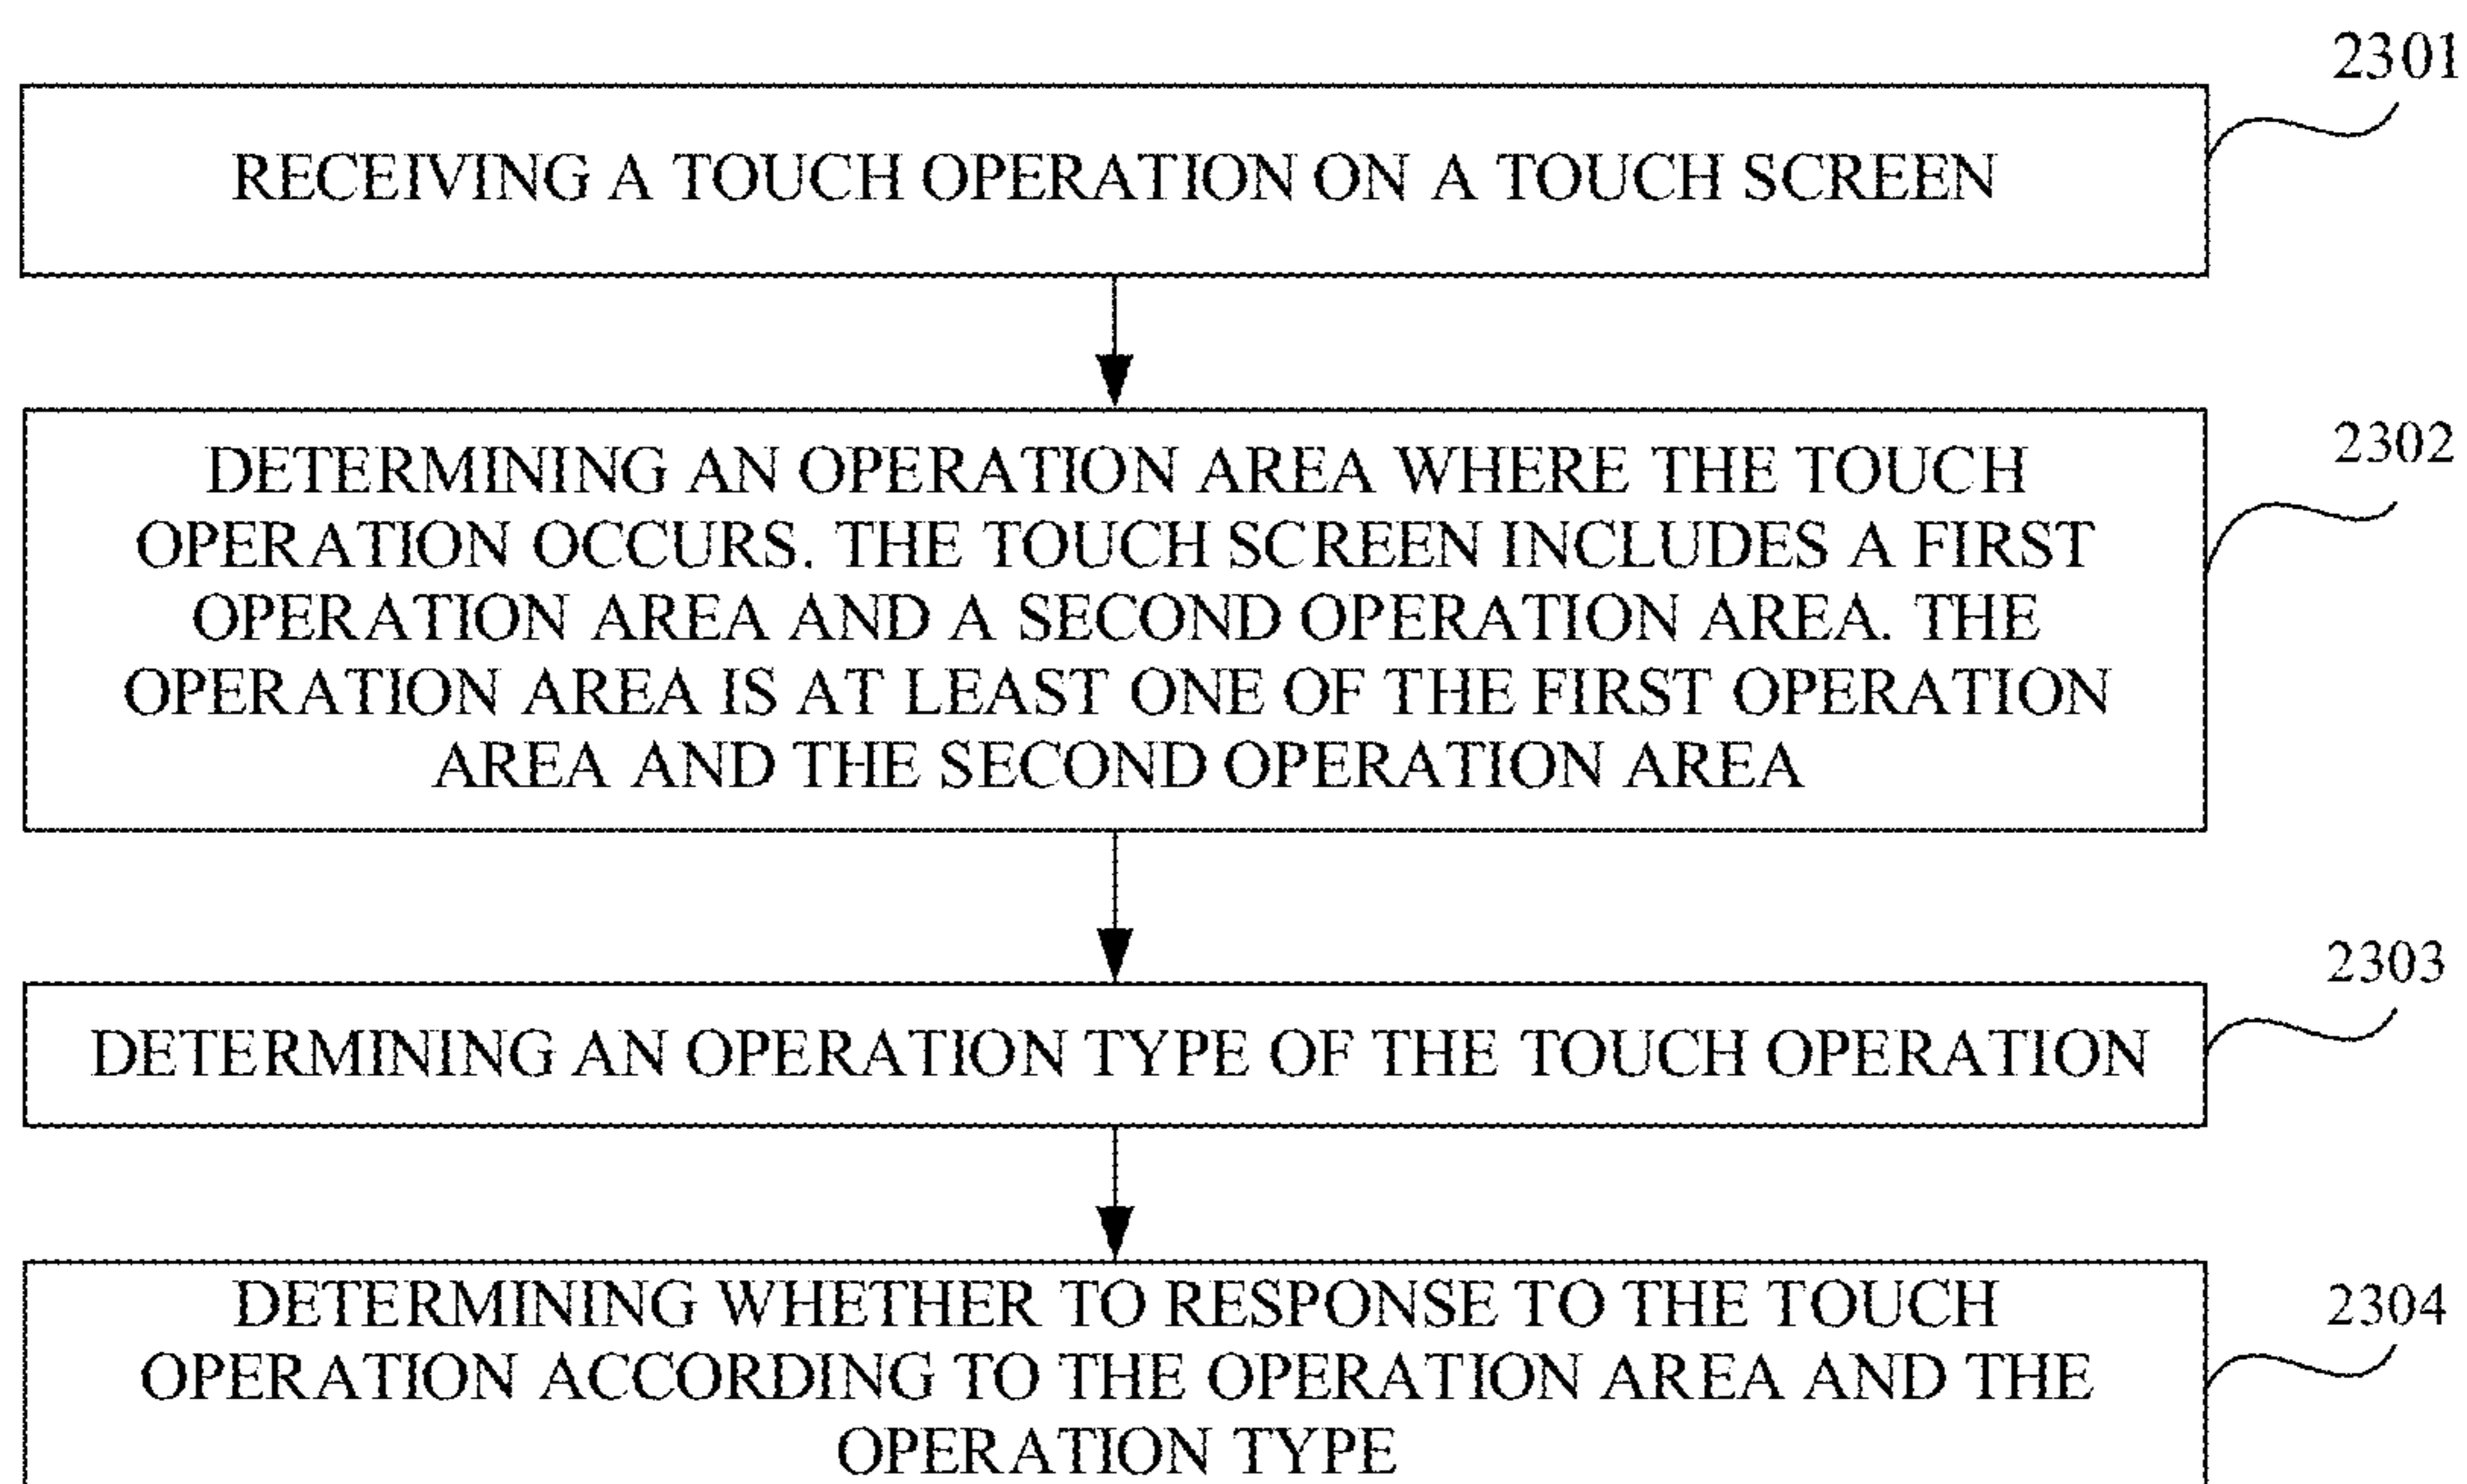 2301
RECEIVING A TOUCH OPERATION ON A TOUCH SCREEN
2302
DETERMINING AN OPERATION AREA WHERE THE TOUCH
OPERATION OCCURS. THE TOUCH SCREEN INCLUDES A FIRST
OPERATION AREA AND A SECOND OPERATION AREA. THE
OPERATION AREA IS AT LEAST ONE OF THE FIRST OPERATION
AREA AND THE SECOND OPERATION AREA
2303
DETERMINING AN OPERATION TYPE OF THE TOUCH OPERATION
2304
DETERMINING WHETHER TO RESPONSE TO THE TOUCH
OPERATION ACCORDING TO THE OPERATION AREA AND THE
OPERATION TYPE